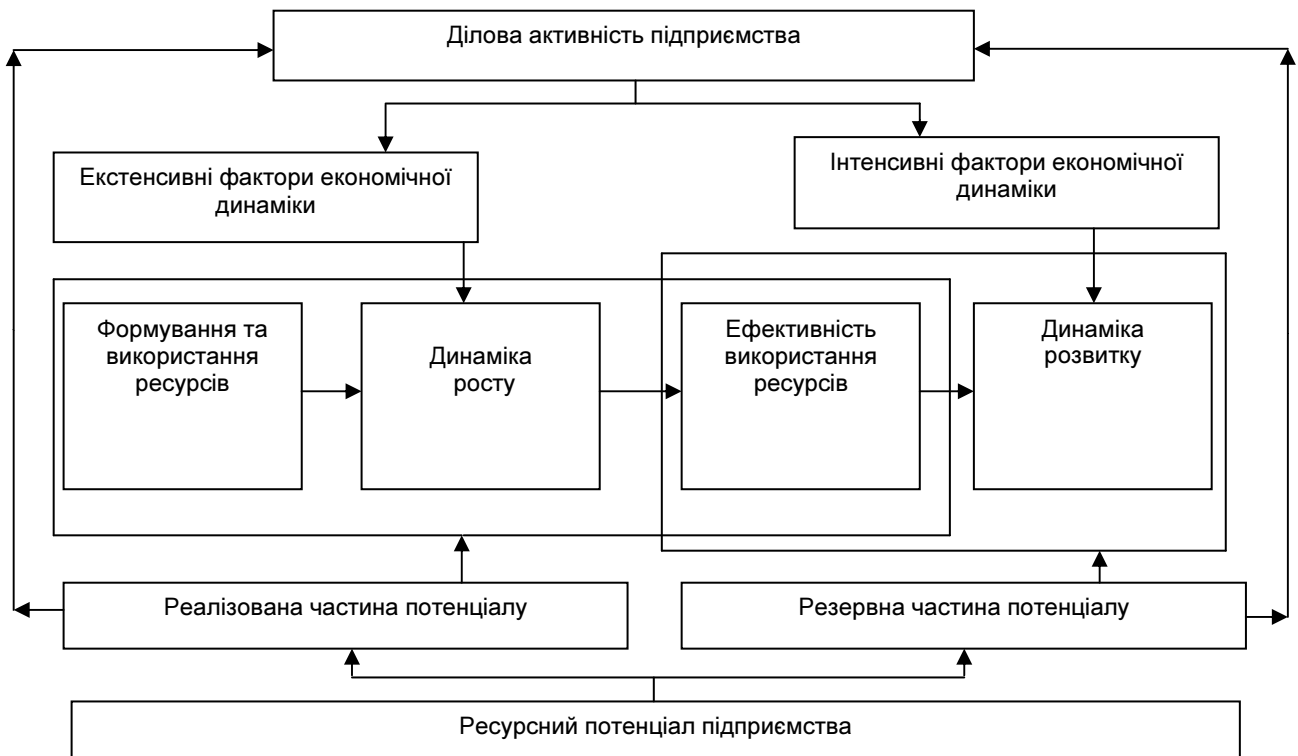 Ділова активність підприємства
Екстенсивні фактори економічної
динаміки
Інтенсивні фактори економічної
динаміки
Формування та
використання
ресурсів
Динаміка
росту
Ефективність
використання
ресурсів
Динаміка
розвитку
Реалізована частина потенціалу
Резервна частина потенціалу
Ресурсний потенціал підприємства